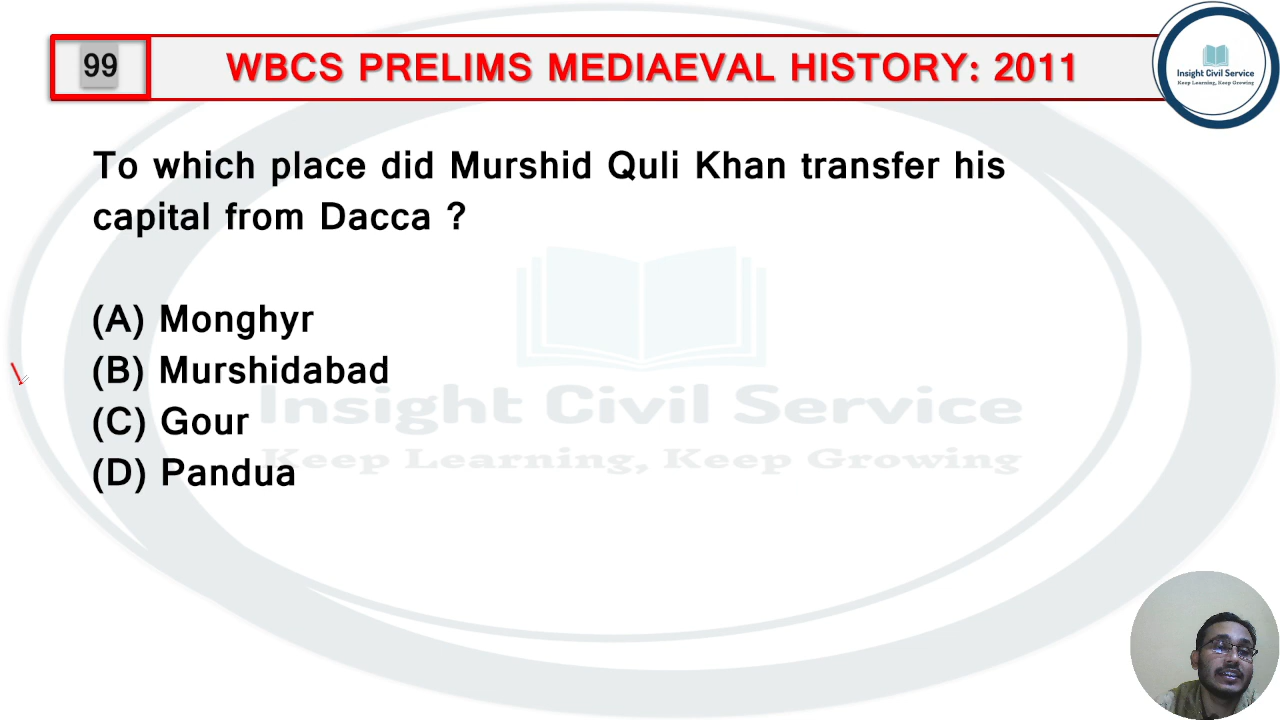 99
WBCS PRELIMS MEDIAEVAL HISTORY: 2011
Insight Civil Service
Keep Learning, Keep Growing
To which place did Murshid Quli Khan transfer his
capital from Dacca ?
(A) Monghyr
(B) Murshidabad
(C) Gour
Insight Civil Service
(D) Pandua
Keep Learning, Keep Growing